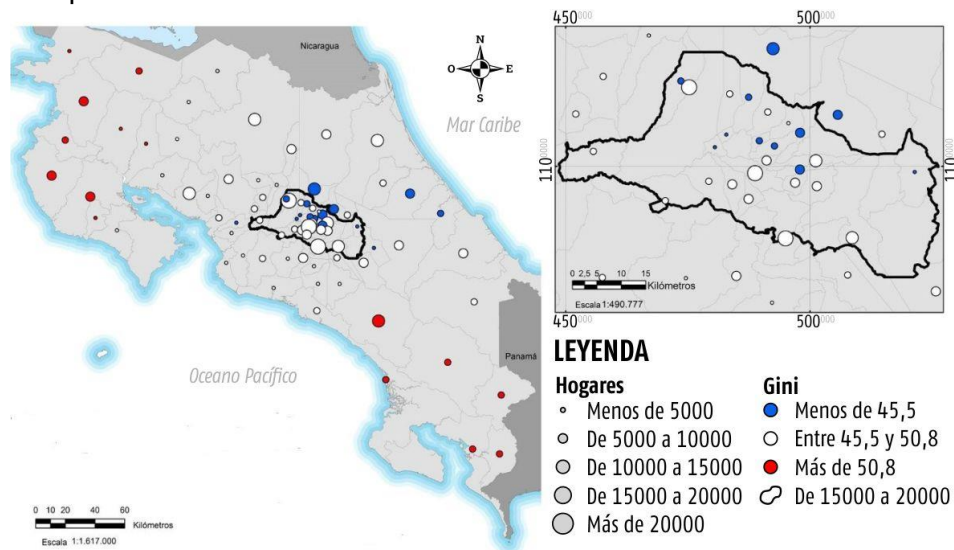 Nicaragua
N
O
E
S
Mar Caribe
Oceano Pacífico
Panamá
0 10 20 40 60
Kilómetros
Escala 1:1.617.000
450000
500000
110000
110000
0 2,5 5 10 15
Kilómetros
Escala 1:490.777
450000
500000
LEYENDA
Hogares
Menos de 5000
De 5000 a 10000
De 10000 a 15000
De 15000 a 20000
Más de 20000
Gini
Menos de 45,5
Entre 45,5 y 50,8
Más de 50,8
De 15000 a 20000